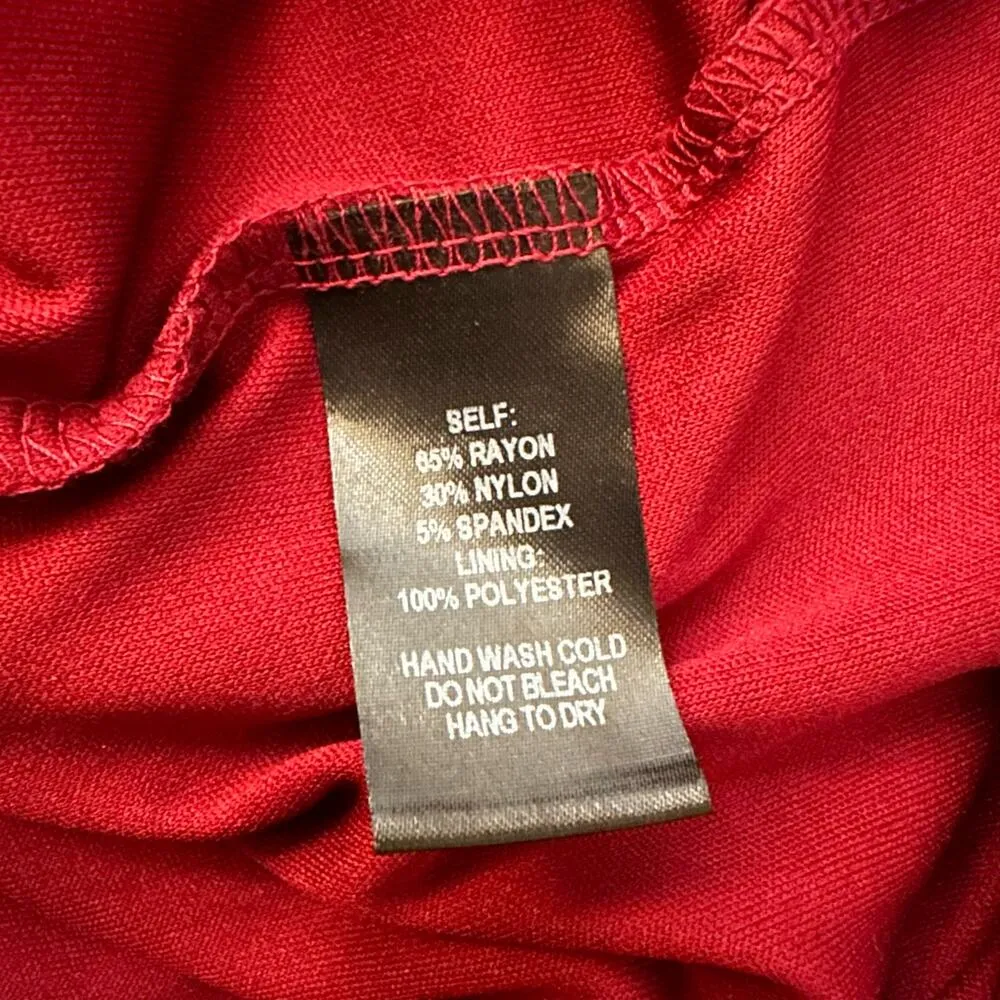 SELF:
65% RAYON
30% NYLON
5% SPANDEX
LINING:
100% POLYESTER
HAND WASH COLD
DO NOT BLEACH
HANG TO DRY